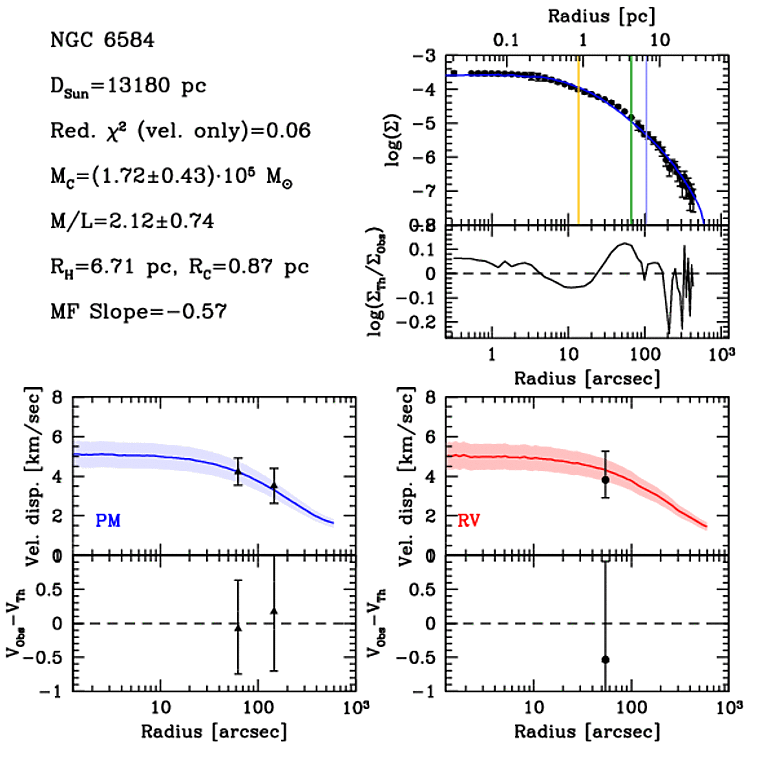 NGC 6584
D_Sun=13180 pc
Red. χ² (vel. only)=0.06
M_C=(1.72±0.43)·10⁵ M_⊙
M/L=2.12±0.74
R_H=6.71 pc, R_C=0.87 pc
MF Slope=−0.57
Radius [pc]
0.1 1 10
log(Σ)
−3
−4
−5
−6
−7
log(Σ_Th/Σ_Obs)
0.1
0
−0.1
−0.2
1 10 100 10³
Radius [arcsec]
Vel. disp. [km/sec]
8
6
4
2
0
PM
V_Obs−V_Th
0.5
0
−0.5
−1
10 100 10³
Radius [arcsec]
Vel. disp. [km/sec]
8
6
4
2
0
RV
V_Obs−V_Th
0.5
0
−0.5
−1
10 100 10³
Radius [arcsec]